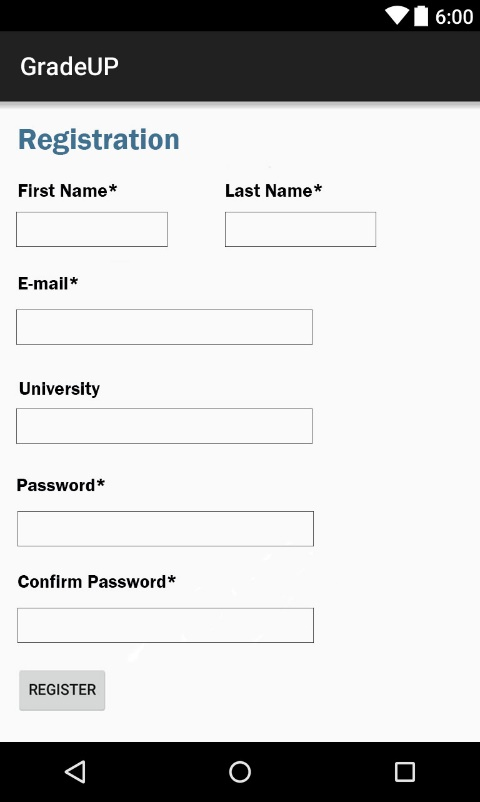 6:00
GradeUP
Registration
First Name* Last Name*
E-mail*
University
Password*
Confirm Password*
REGISTER